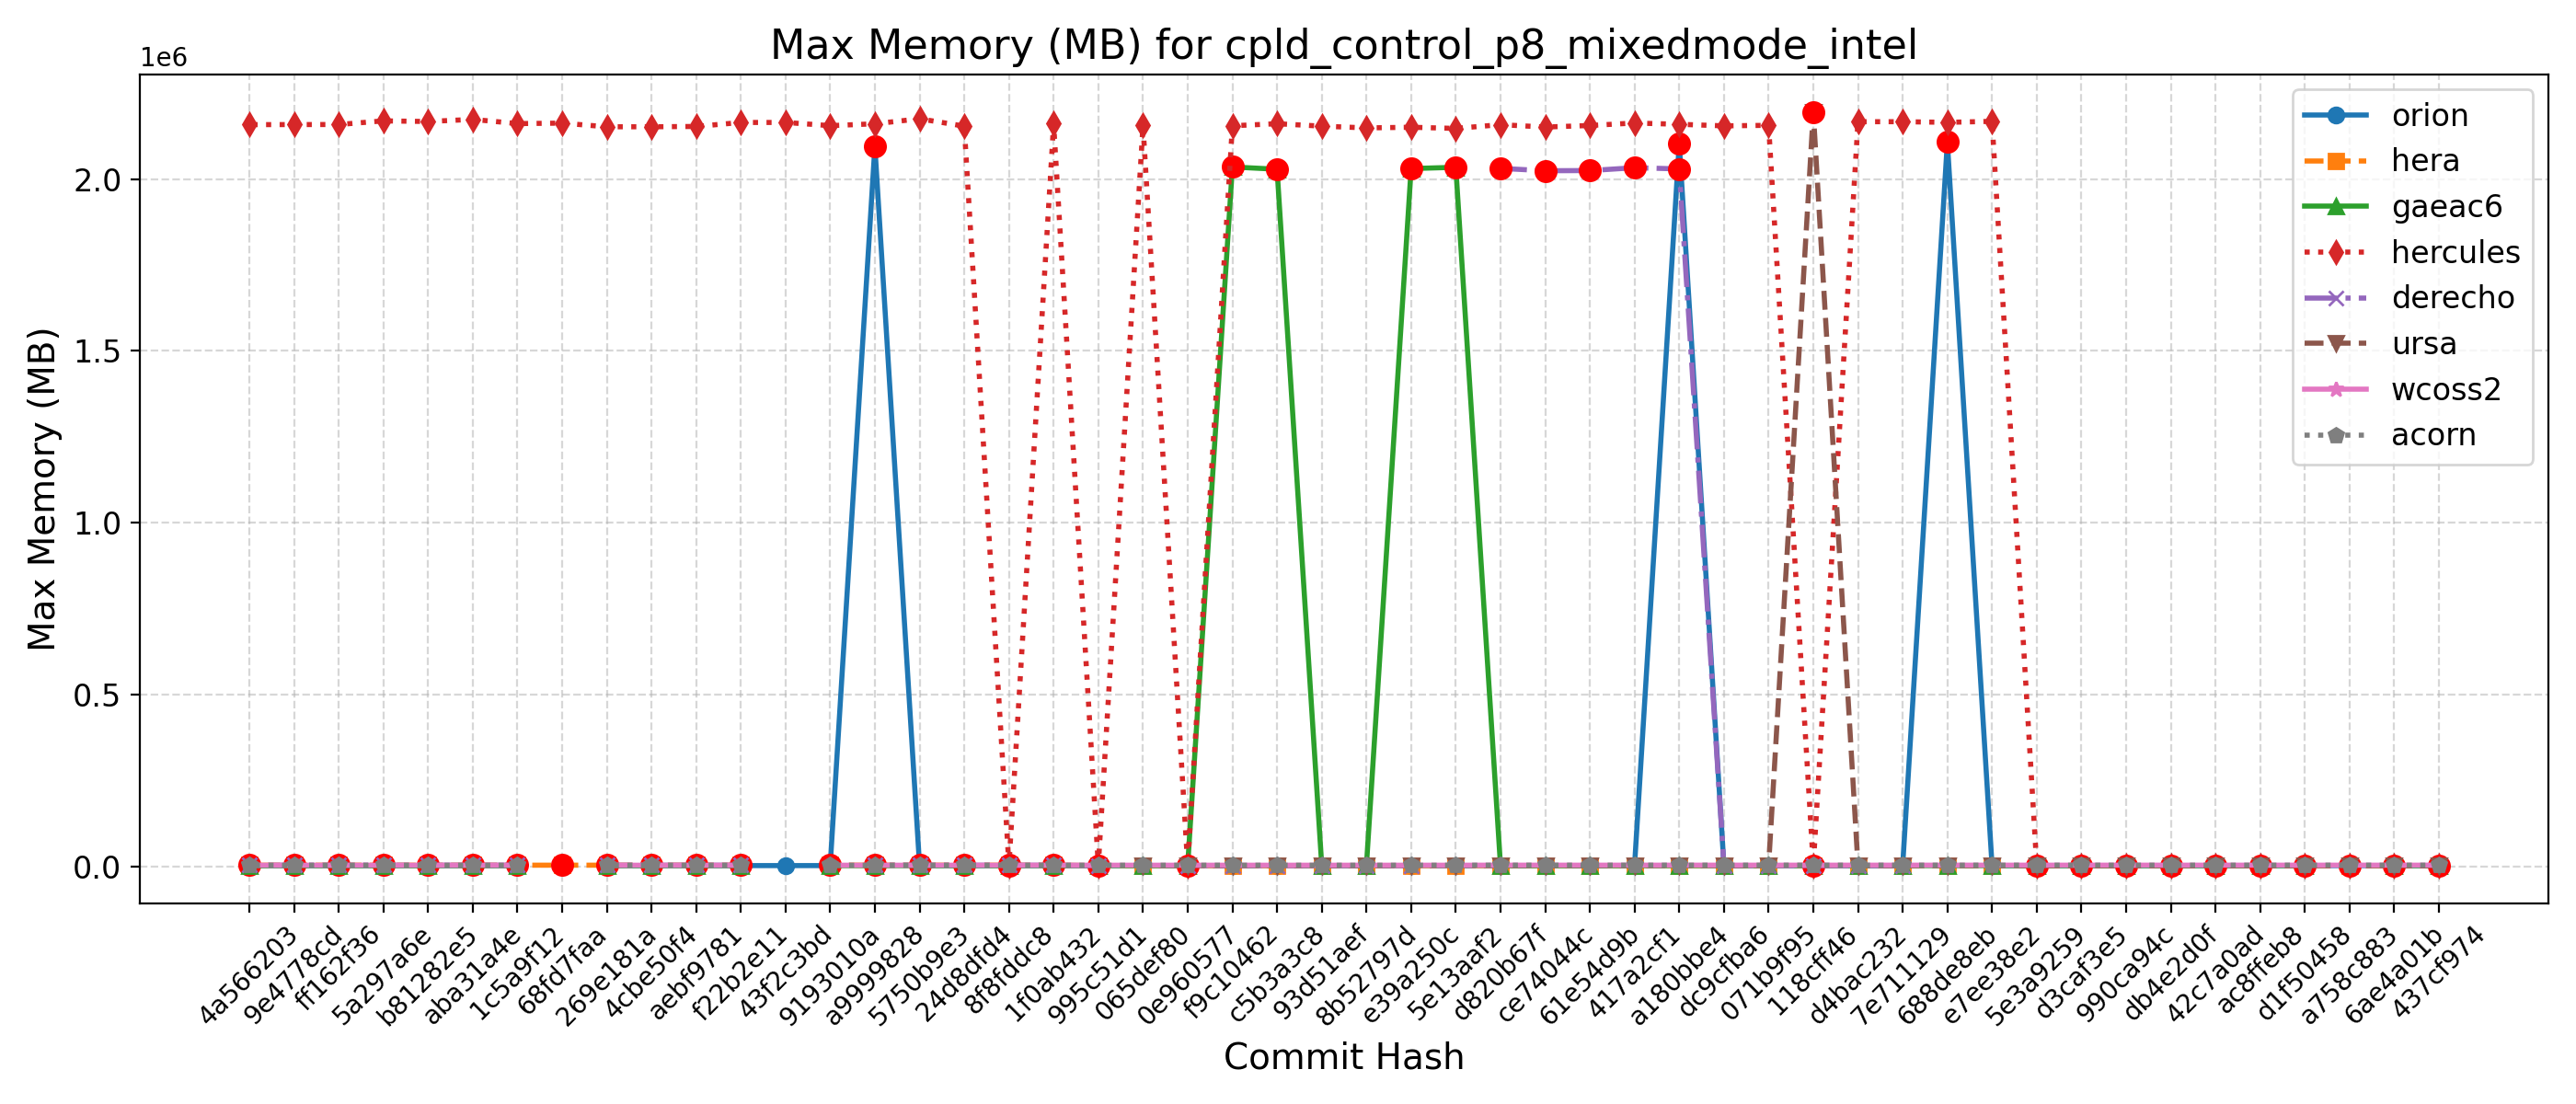 Max Memory (MB) for cpld_control_p8_mixedmode_intel
1e6
2.0
1.5
1.0
0.5
0.0
Max Memory (MB)
orion
hera
gaeac6
hercules
derecho
ursa
wcoss2
acorn
4a566203
9e4778cd
ff162f36
5a297a6e
b81282e5
aba31a4e
1c5a9f12
68fd7faa
269e181a
4cbe50f4
aebf9781
f22b2e11
43f2c3bd
9193010a
a9999828
5750b9e3
24d8dfd4
8f8fddc8
1f0ab432
995c51d1
065def80
0e960577
f9c10462
c5b3a3c8
93d51aef
8b52797d
e39a250c
5e13aaf2
d820b67f
ce74044c
61e54d9b
417a2cf1
a180bbe4
dc9cfba6
071b9f95
118cff46
d4bac232
7e711129
688de8eb
e7ee38e2
5e3a9259
d3caf3e5
990ca94c
db4e2d0f
42c7a0ad
ac8ffeb8
d1f50458
a758c883
6ae4a01b
437cf974
Commit Hash